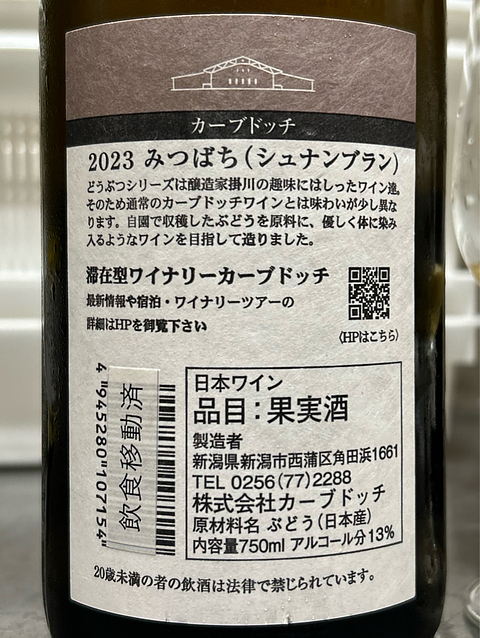 カーブドッチ
2023 みつばち(シュナンブラン)
どうぶつシリーズは醸造家掛川の趣味にはしったワイン達。
そのため通常のカーブドッチワインとは味わいが少し異な
ります。自園で収穫したぶどうを原料に、優しく体に染み
入るようなワインを目指して造りました。
滞在型ワイナリーカーブドッチ
最新情報や宿泊・ワイナリーツアーの
詳細はHPを御覧下さい
〈HPはこちら〉
4"945280"107154"
飲食移動済
日本ワイン
品目：果実酒
製造者
新潟県新潟市西蒲区角田浜1661
TEL 0256(77)2288
株式会社カーブドッチ
原材料名 ぶどう(日本産)
内容量750ml アルコール分13%
20歳未満の者の飲酒は法律で禁じられています。